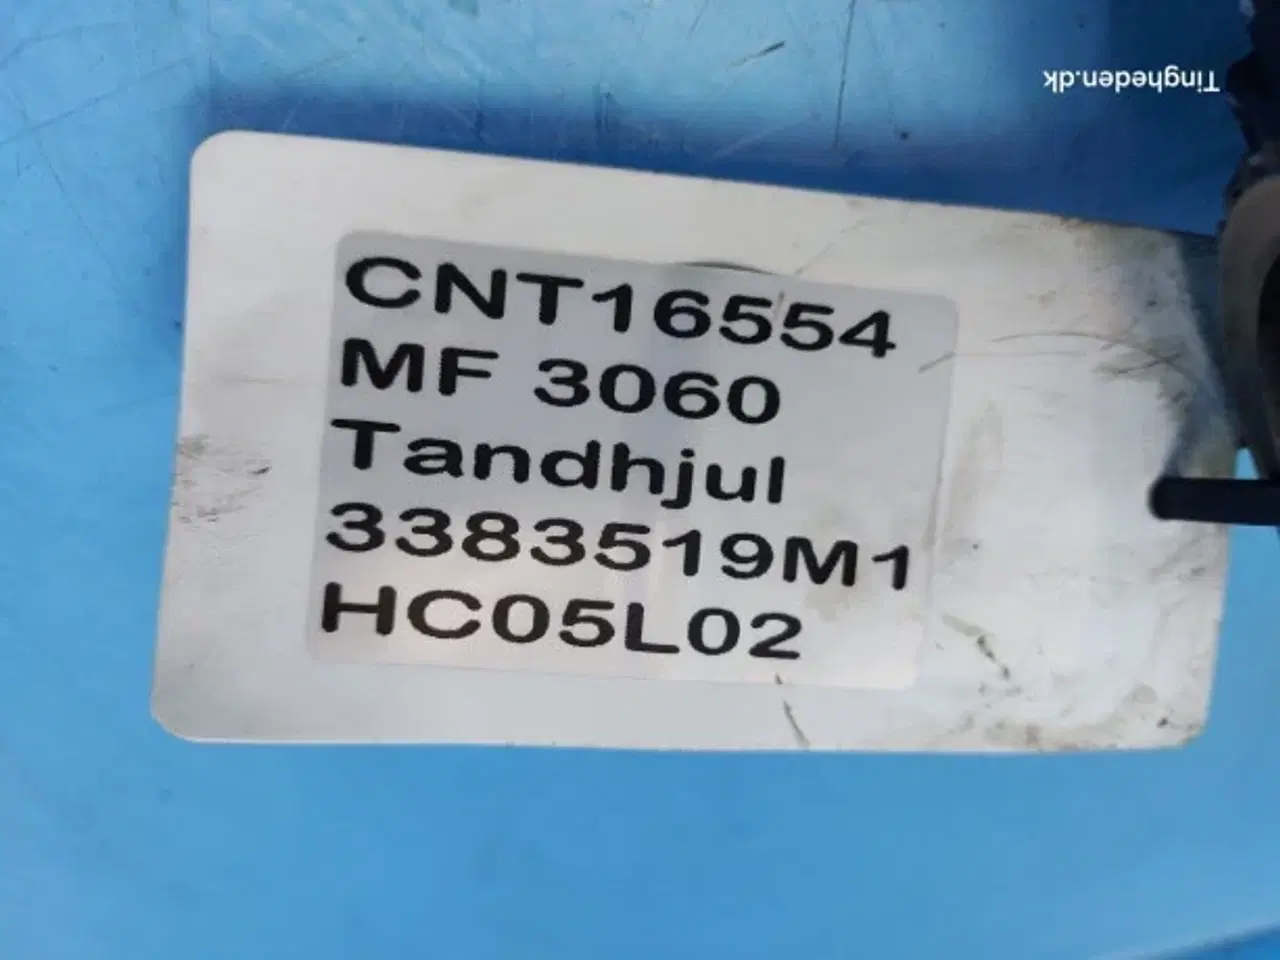 Tingheden.dk
CNT16554
MF 3060
Tandhjul
3383519M1
HC05L02